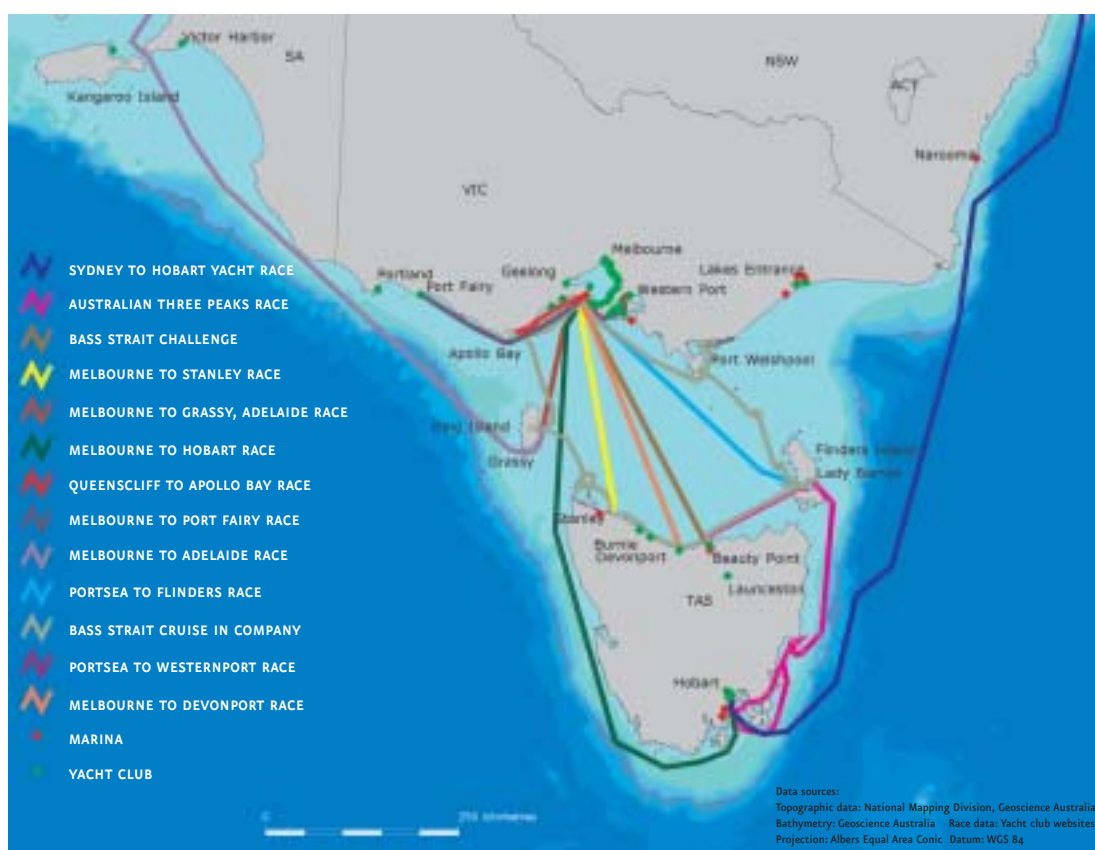 Victor Harbor
SA
NSW
ACT
Kangaroo Island
Narooma
VIC
Melbourne
Geelong
Lakes Entrance
Portland
Port Fairy
Western Port
Apollo Bay
Port Welshpool
King Island
Grassy
Flinders Island
Lady Barron
Stanley
Burnie
Devonport
Beauty Point
Launceston
TAS
Hobart
SYDNEY TO HOBART YACHT RACE
AUSTRALIAN THREE PEAKS RACE
BASS STRAIT CHALLENGE
MELBOURNE TO STANLEY RACE
MELBOURNE TO GRASSY, ADELAIDE RACE
MELBOURNE TO HOBART RACE
QUEENSCLIFF TO APOLLO BAY RACE
MELBOURNE TO PORT FAIRY RACE
MELBOURNE TO ADELAIDE RACE
PORTSEA TO FLINDERS RACE
BASS STRAIT CRUISE IN COMPANY
PORTSEA TO WESTERNPORT RACE
MELBOURNE TO DEVONPORT RACE
MARINA
YACHT CLUB
0
kilometres
Data sources:
Topographic data: National Mapping Division, Geoscience Australia
Bathymetry: Geoscience Australia Race data: Yacht club websites
Projection: Albers Equal Area Conic Datum: WGS 84